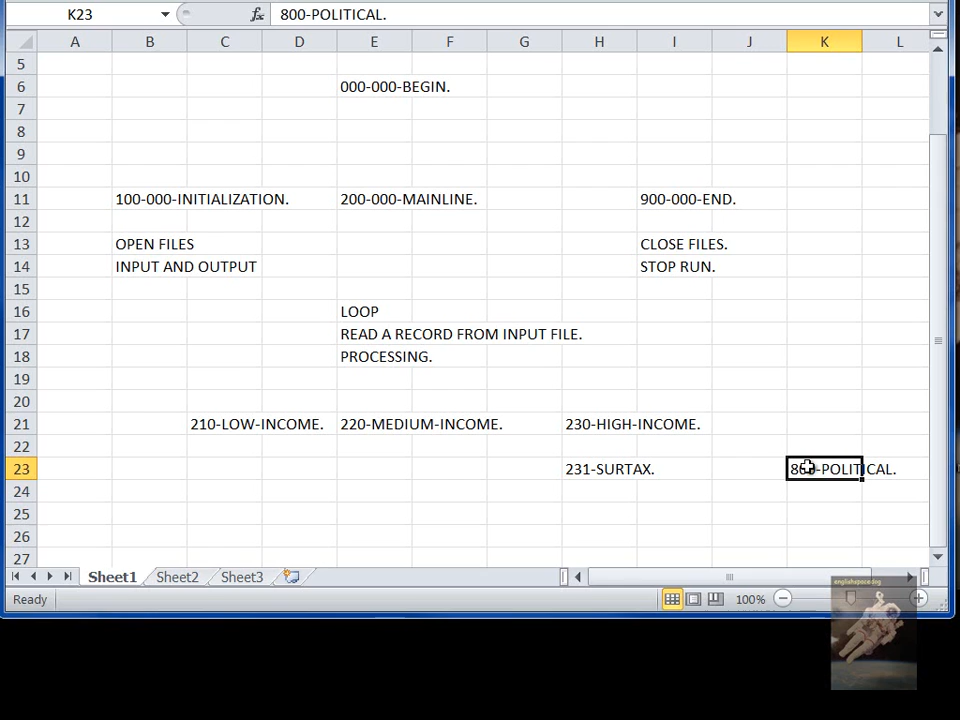 K23 fx 800-POLITICAL.
A B C D E F G H I J K L
5
6 000-000-BEGIN.
7
8
9
10
11 100-000-INITIALIZATION. 200-000-MAINLINE. 900-000-END.
12
13 OPEN FILES CLOSE FILES.
14 INPUT AND OUTPUT STOP RUN.
15
16 LOOP
17 READ A RECORD FROM INPUT FILE.
18 PROCESSING.
19
20
21 210-LOW-INCOME. 220-MEDIUM-INCOME. 230-HIGH-INCOME.
22
23 231-SURTAX. 800-POLITICAL.
24
25
26
27
Sheet1 Sheet2 Sheet3
Ready 100%
englishspacedog